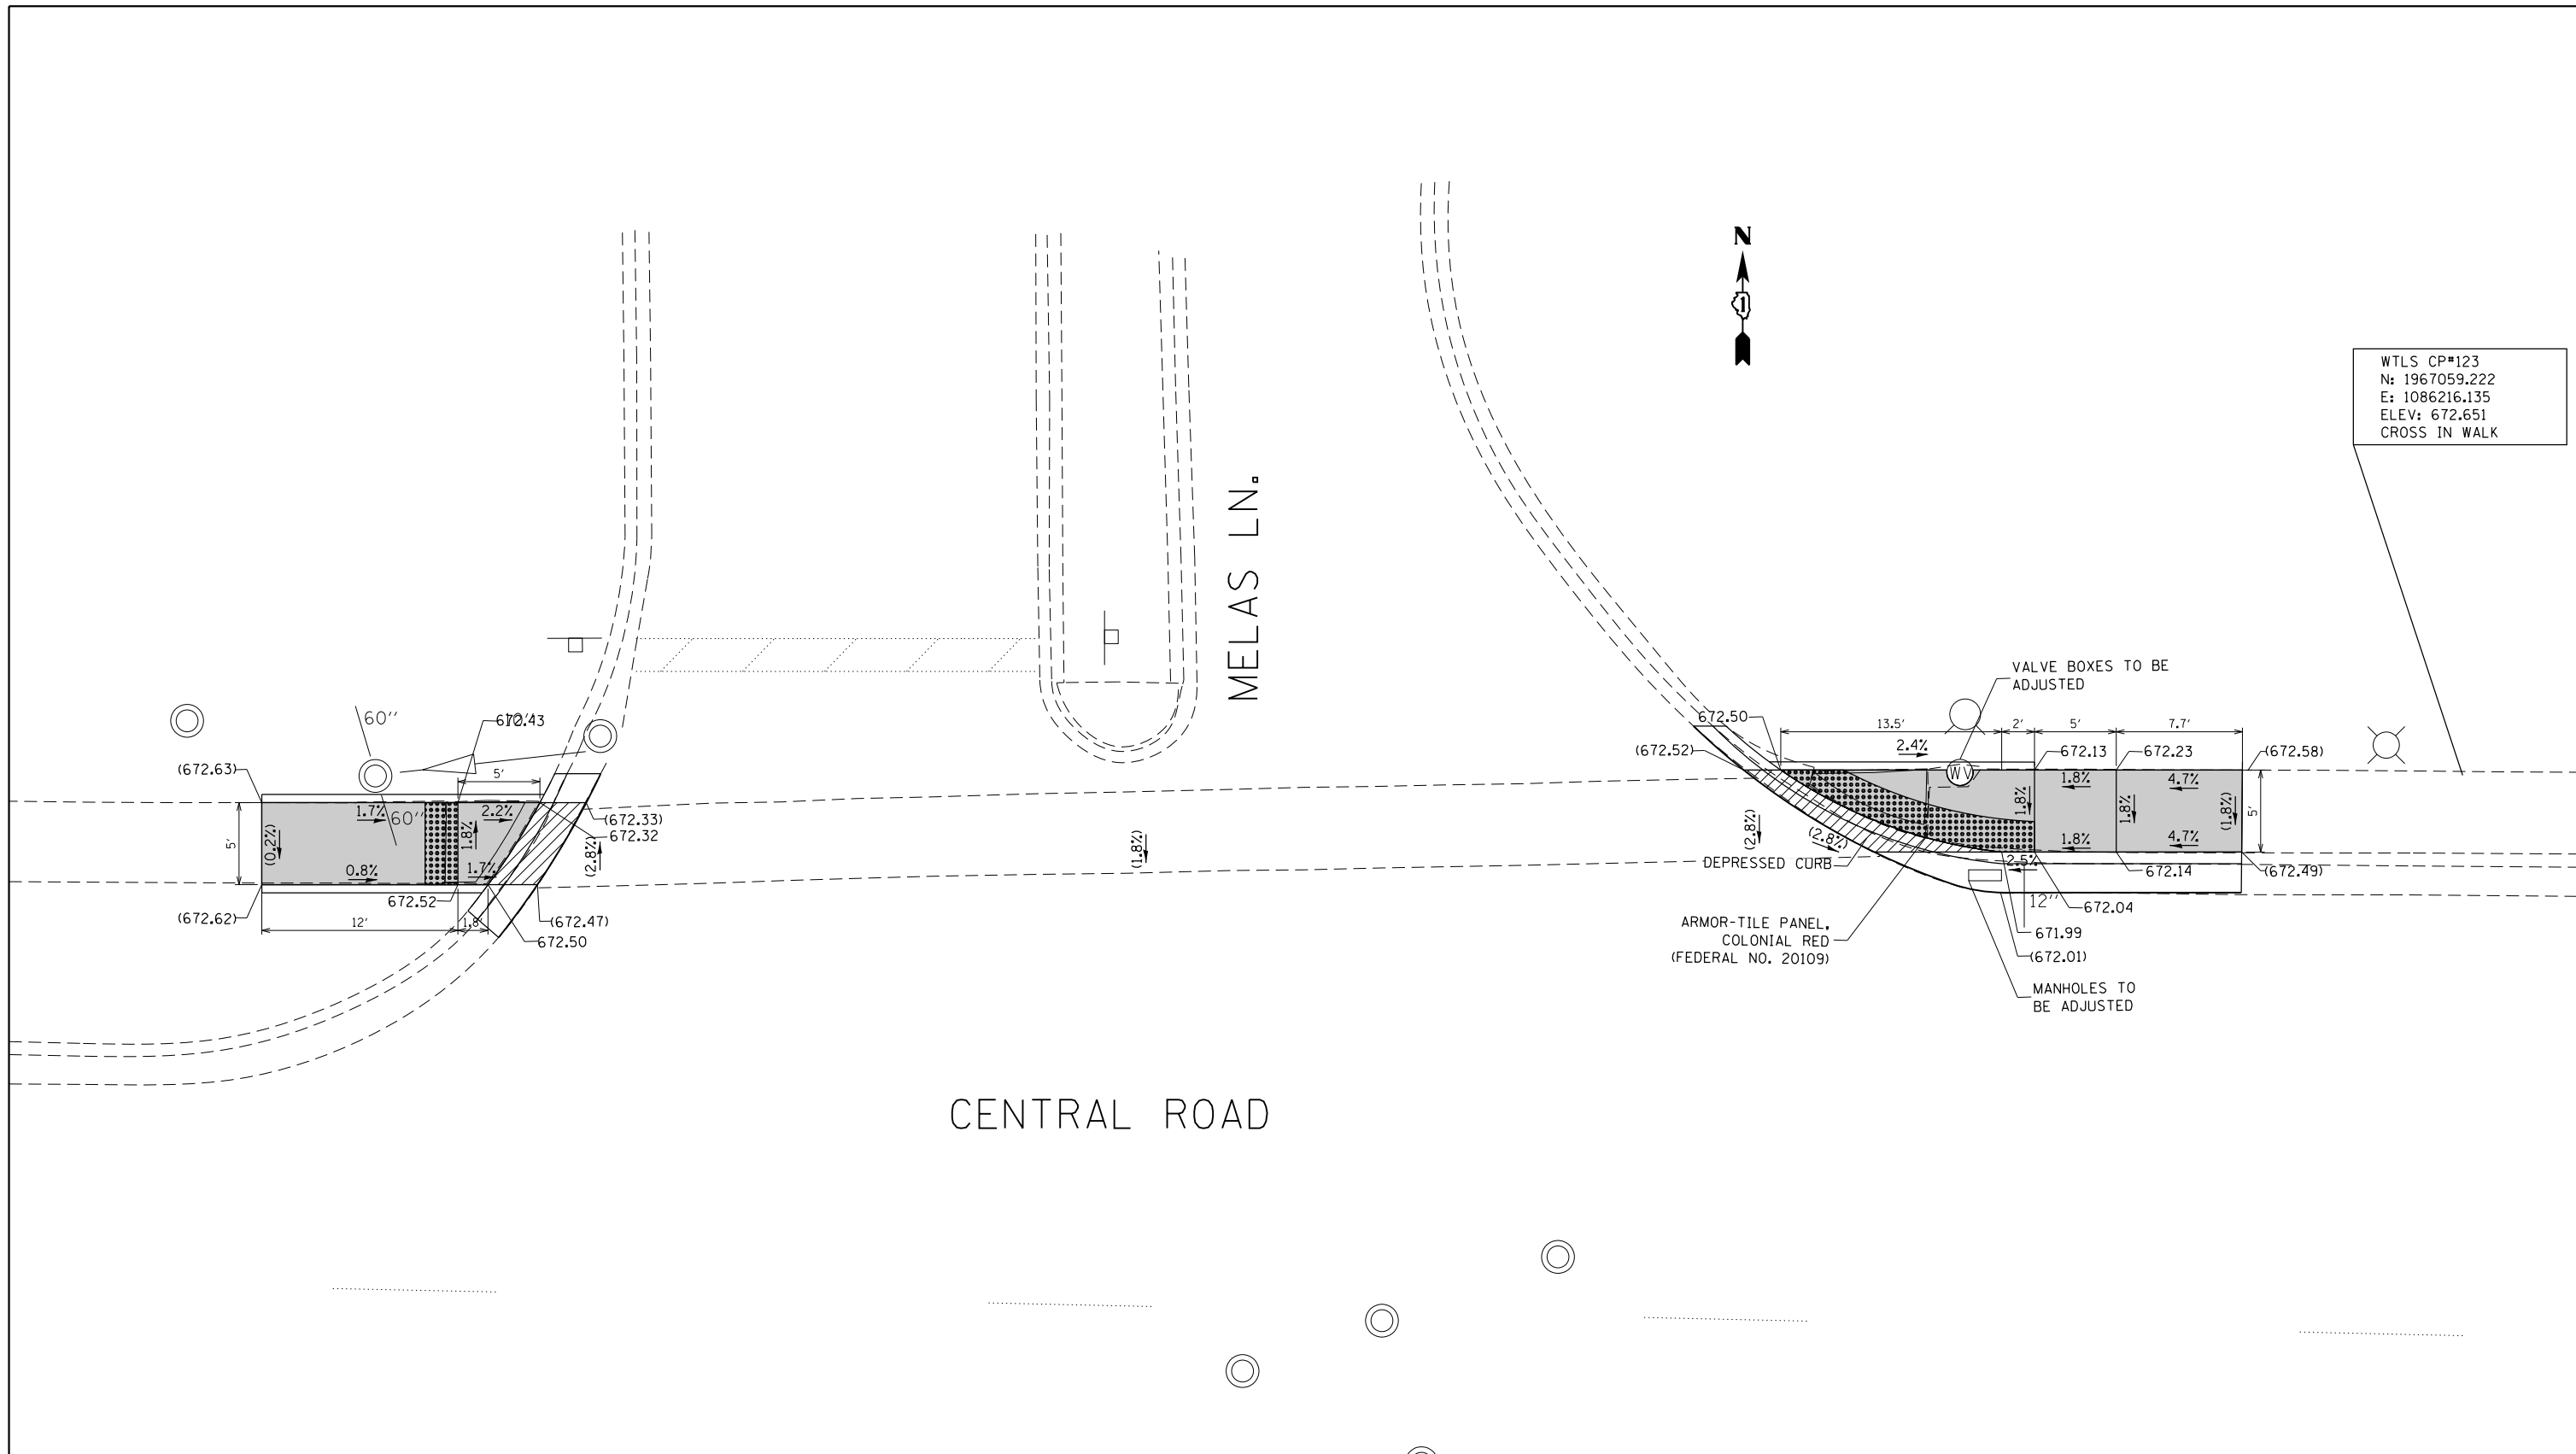 N
1
WTLS CP#123
N: 1967059.222
E: 1086216.135
ELEV: 672.651
CROSS IN WALK
MELAS LN.
VALVE BOXES TO BE
ADJUSTED
60''
672.43
5'
(672.63)
1.7%
60''
2.2%
1.8%
(0.2%)
5'
0.8%
1.7%
(672.33)
672.32
(2.8%)
(672.62)
672.52
12'
1.8'
(672.47)
672.50
(1.8%)
672.50
13.5'
2'
5'
7.7'
(672.52)
2.4%
672.13
672.23
(672.58)
WV
1.8%
4.7%
1.8%
1.8%
(1.8%)
5'
(2.8%)
(2.8%)
1.8%
4.7%
DEPRESSED CURB
2.5%
672.14
(672.49)
12''
672.04
ARMOR-TILE PANEL,
COLONIAL RED
(FEDERAL NO. 20109)
671.99
(672.01)
MANHOLES TO
BE ADJUSTED
CENTRAL ROAD